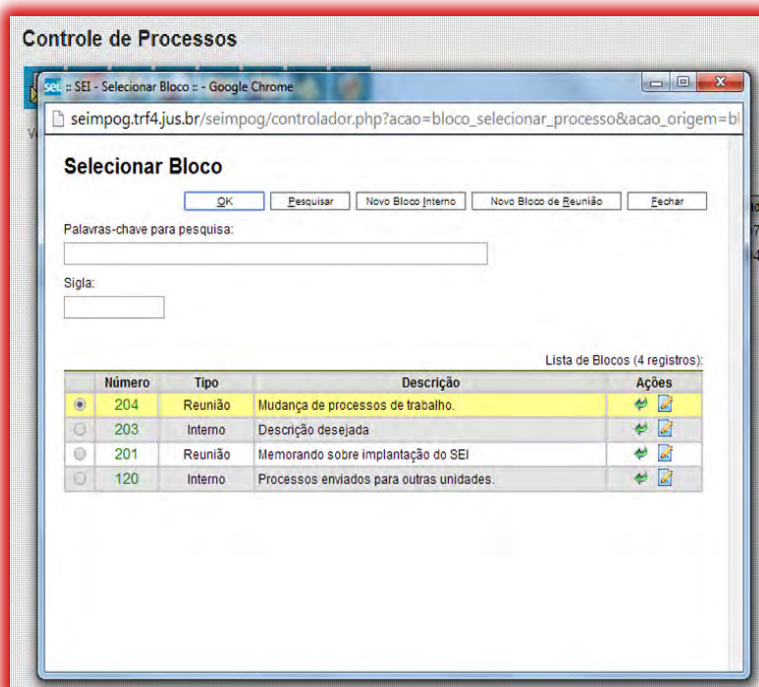 Controle de Processos
sei. :: SEI - Selecionar Bloco :: - Google Chrome
seimpog.trf4.jus.br/seimpog/controlador.php?acao=bloco_selecionar_processo&acao_origem=bl
Selecionar Bloco
OK Pesquisar Novo Bloco Interno Novo Bloco de Reunião Fechar
Palavras-chave para pesquisa:
Sigla:
Lista de Blocos (4 registros):
Número Tipo Descrição Ações
204 Reunião Mudança de processos de trabalho.
203 Interno Descrição desejada
201 Reunião Memorando sobre implantação do SEI
120 Interno Processos enviados para outras unidades.